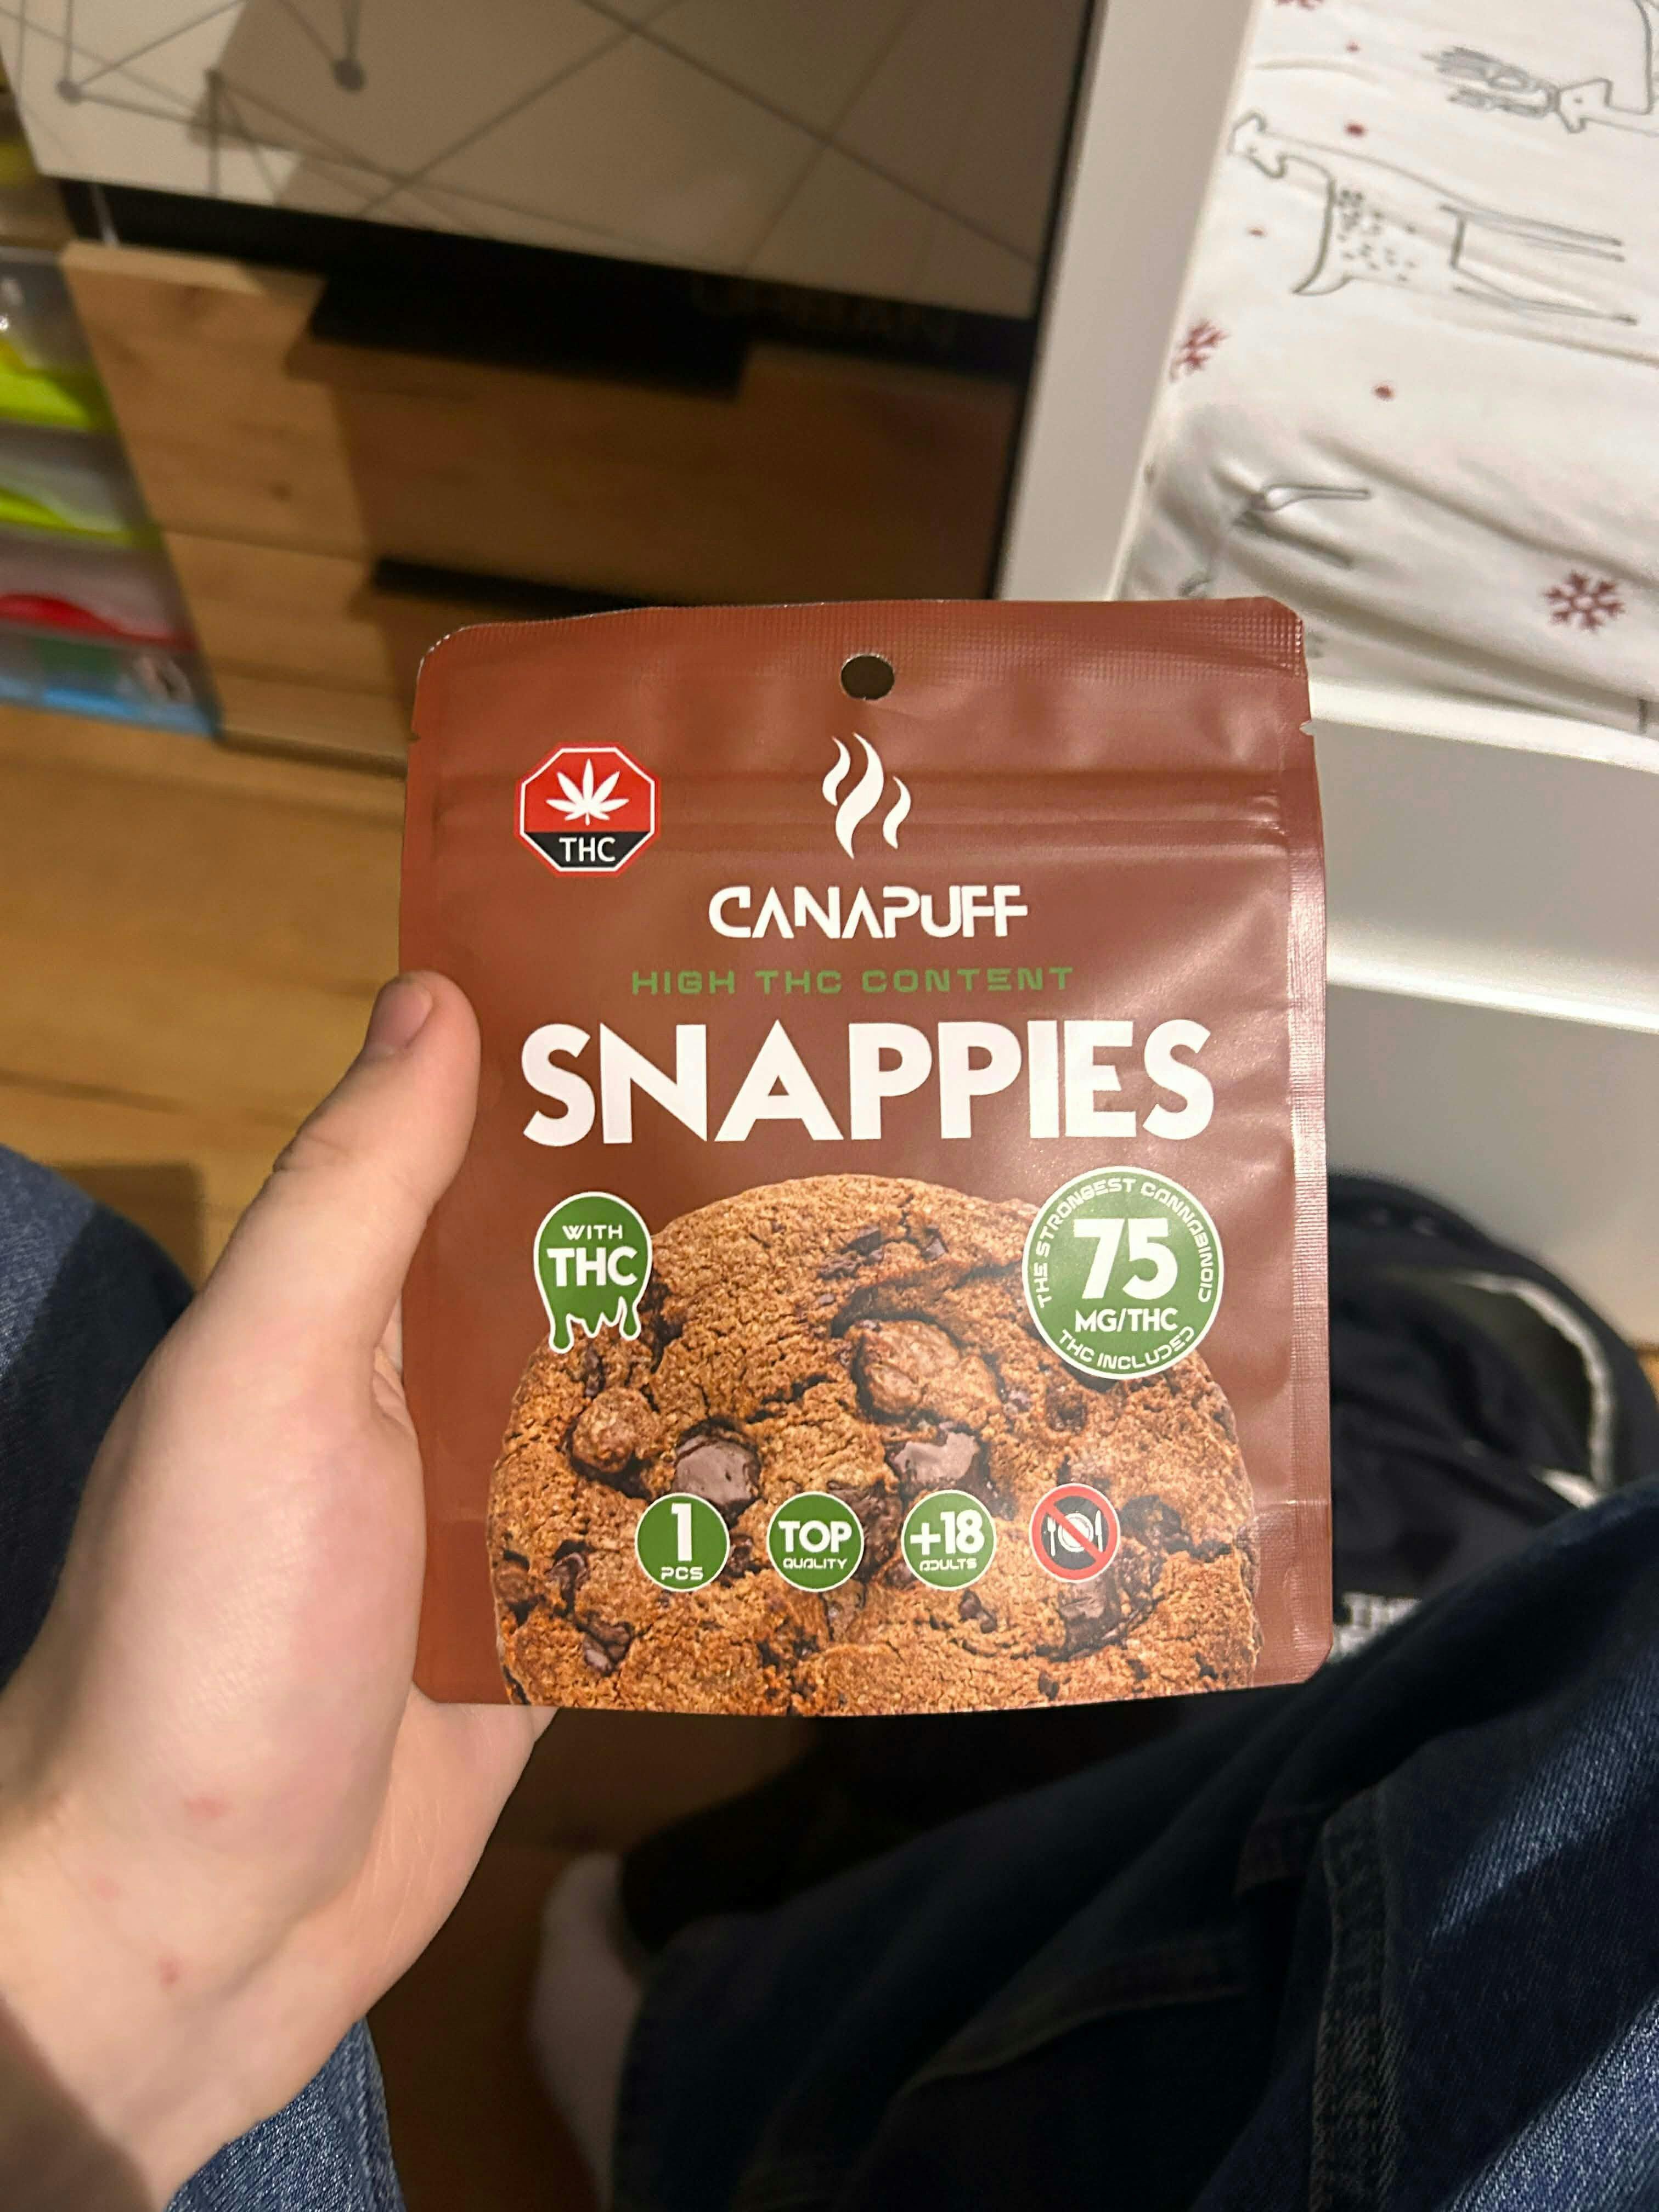 THC
CANAPUFF
HIGH THC CONTENT
SNAPPIES
WITH
THC
THE STRONGEST CANNABINOID
75
MG/THC
THC INCLUDED
1
PCS
TOP
QUALITY
+18
ADULTS